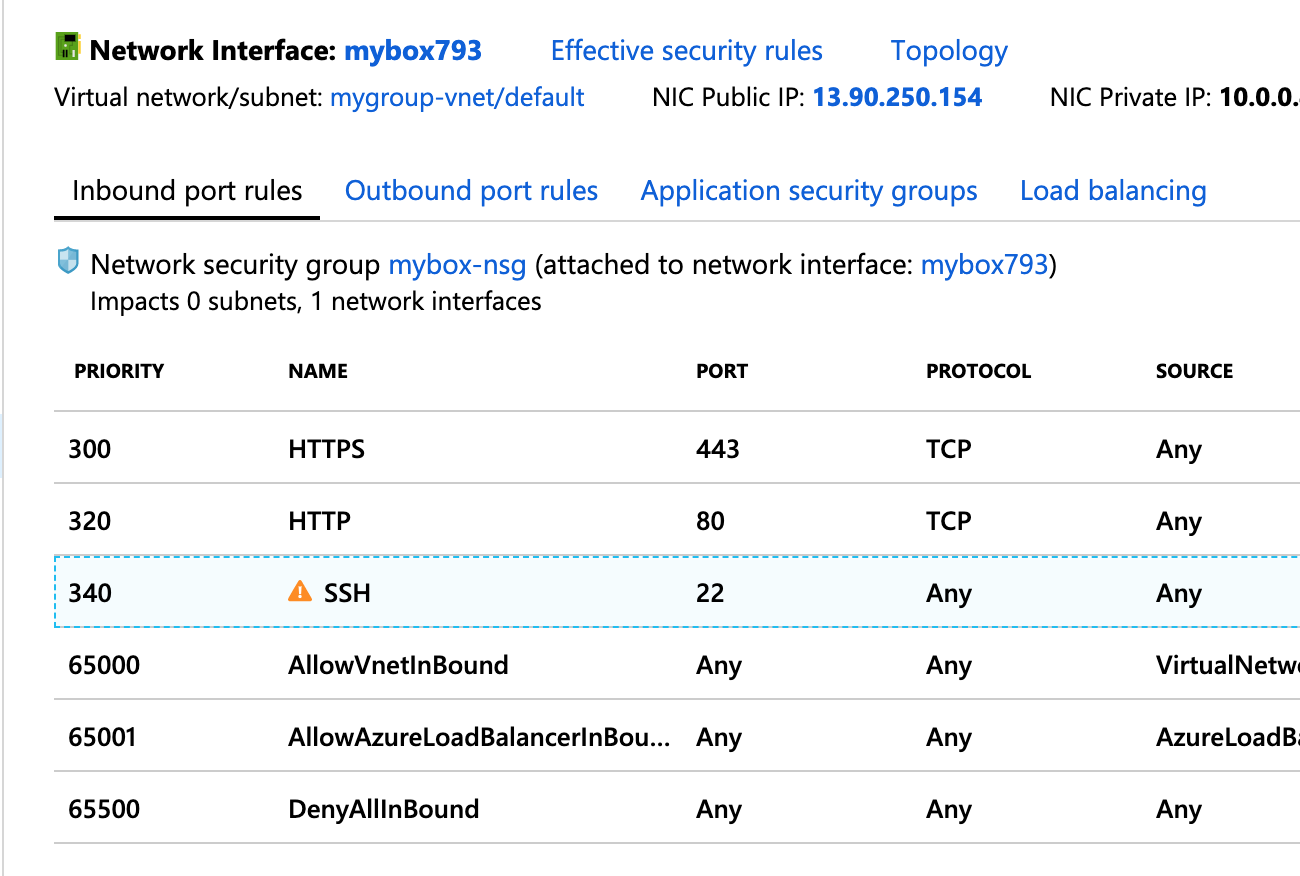 Network Interface: mybox793 Effective security rules Topology
Virtual network/subnet: mygroup-vnet/default NIC Public IP: 13.90.250.154 NIC Private IP: 10.0.0.
Inbound port rules Outbound port rules Application security groups Load balancing
Network security group mybox-nsg (attached to network interface: mybox793)
Impacts 0 subnets, 1 network interfaces
PRIORITY NAME PORT PROTOCOL SOURCE
300 HTTPS 443 TCP Any
320 HTTP 80 TCP Any
340 SSH 22 Any Any
65000 AllowVnetInBound Any Any VirtualNetw
65001 AllowAzureLoadBalancerInBou... Any Any AzureLoadB
65500 DenyAllInBound Any Any Any